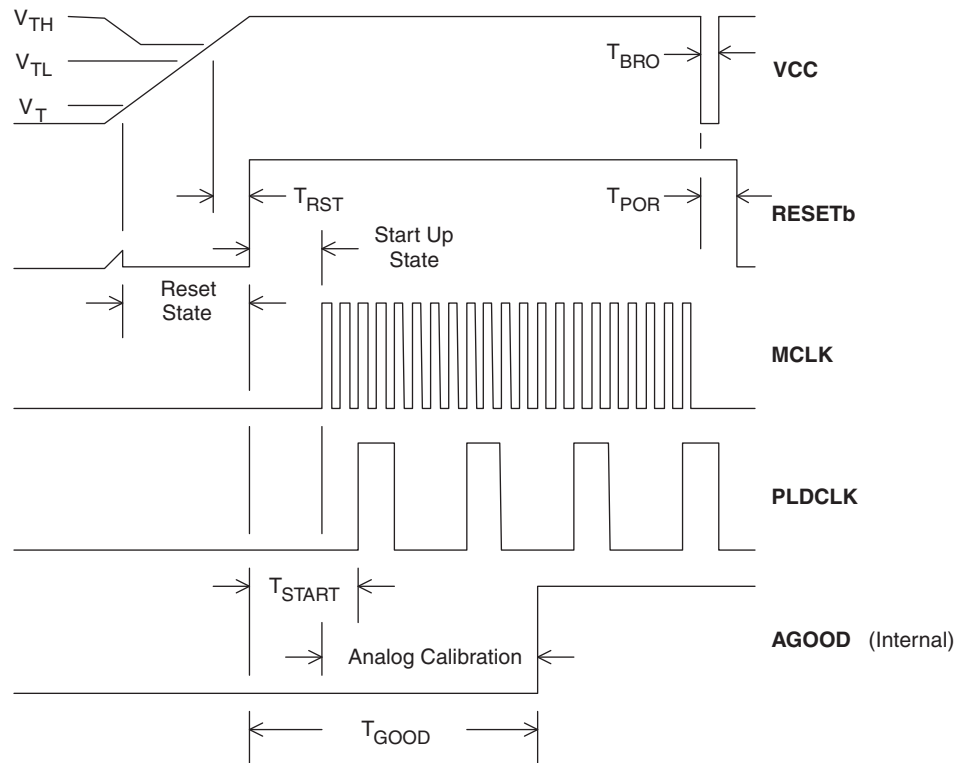 VTH
VTL
VT
TBRO
VCC
TRST
TPOR
RESETb
Start Up
State
Reset
State
MCLK
PLDCLK
TSTART
AGOOD (Internal)
Analog Calibration
TGOOD